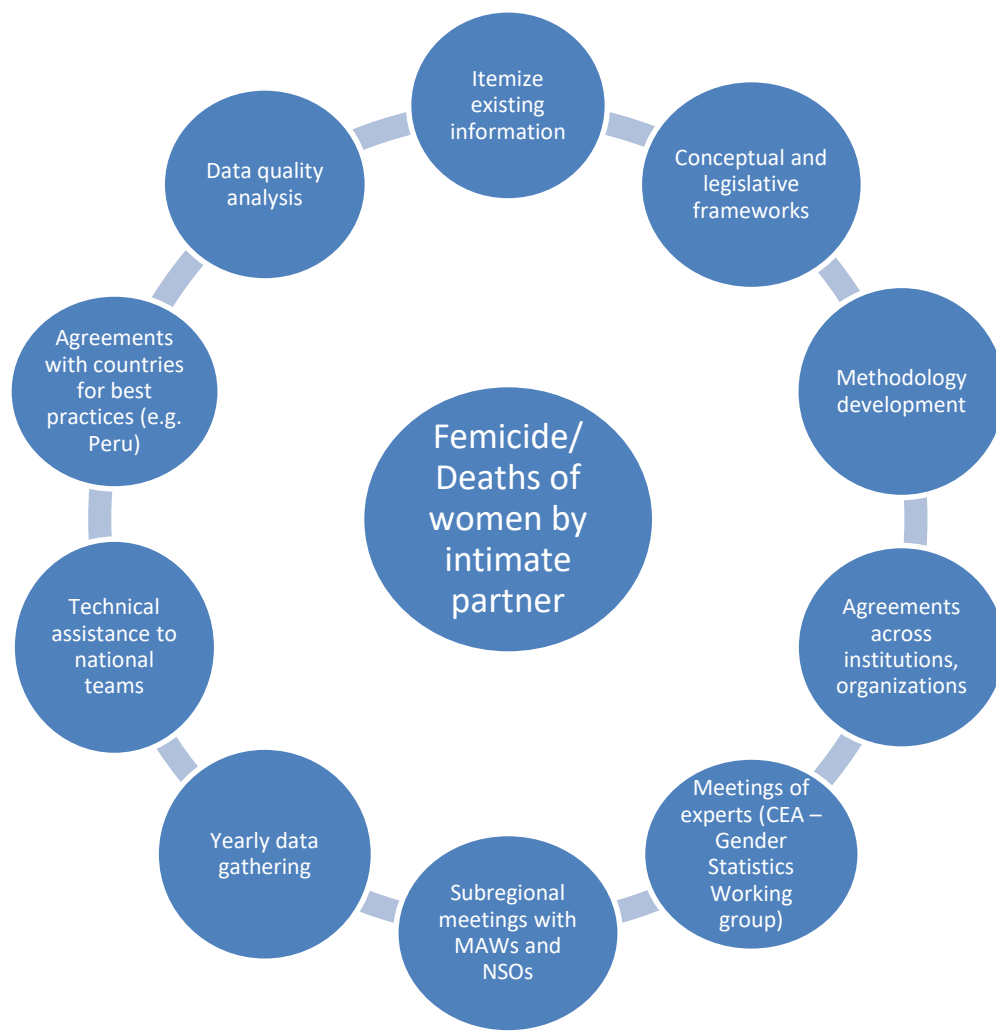 Itemize
existing
information
Conceptual and
legislative
frameworks
Methodology
development
Agreements
across
institutions,
organizations
Meetings of
experts (CEA –
Gender
Statistics
Working
group)
Subregional
meetings with
MAWs and
NSOs
Yearly data
gathering
Technical
assistance to
national
teams
Agreements
with countries
for best
practices (e.g.
Peru)
Data quality
analysis
Femicide/
Deaths of
women by
intimate
partner